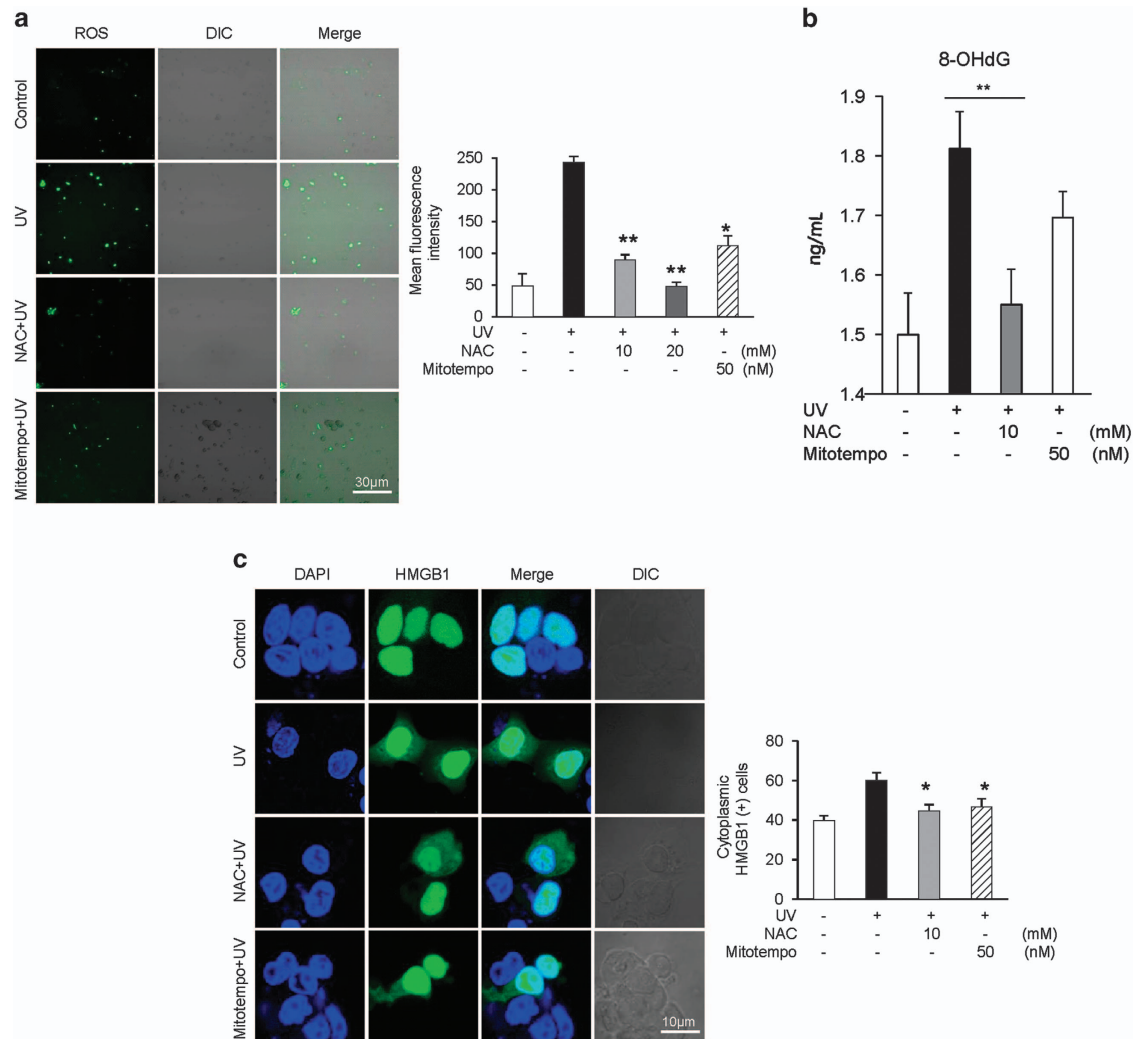 a
ROS DIC Merge
Control
UV
NAC+UV
Mitotempo+UV
30µm
Mean fluorescence
intensity
250
200
150
100
50
0
**
**
*
UV - + + + +
NAC - - 10 20 - (mM)
Mitotempo - - - - 50 (nM)
b
8-OHdG
**
ng/mL
1.9
1.8
1.7
1.6
1.5
1.4
UV - + + +
NAC - - 10 - (mM)
Mitotempo - - - 50 (nM)
c
DAPI HMGB1 Merge DIC
Control
UV
NAC+UV
Mitotempo+UV
10µm
Cytoplasmic
HMGB1 (+) cells
80
60
40
20
0
* *
UV - + + +
NAC - - 10 - (mM)
Mitotempo - - - 50 (nM)